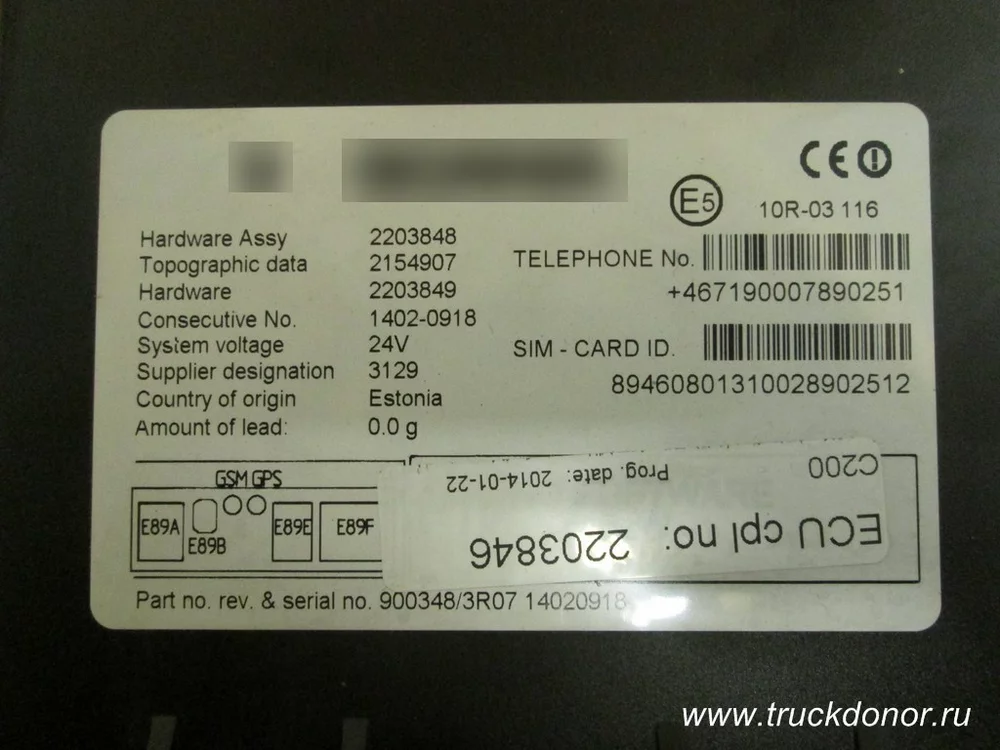 CE
E5
10R-03 116
Hardware Assy 2203848
Topographic data 2154907
Hardware 2203849
Consecutive No. 1402-0918
System voltage 24V
Supplier designation 3129
Country of origin Estonia
Amount of lead: 0.0 g
TELEPHONE No.
+467190007890251
SIM - CARD ID.
89460801310028902512
GSM GPS
E89A E89B E89E E89F
ECU cpl no: 2203846
C200 Prog. date: 2014-01-22
Part no. rev. & serial no. 900348/3R07 14020918
www.truckdonor.ru